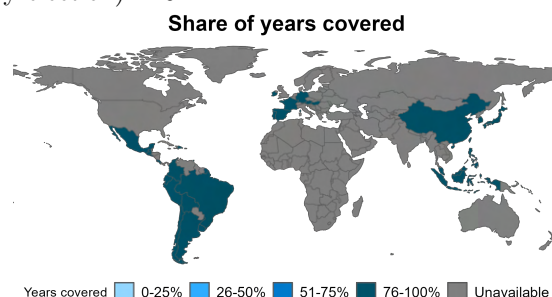 Share of years covered
Years covered 0-25% 26-50% 51-75% 76-100% Unavailable